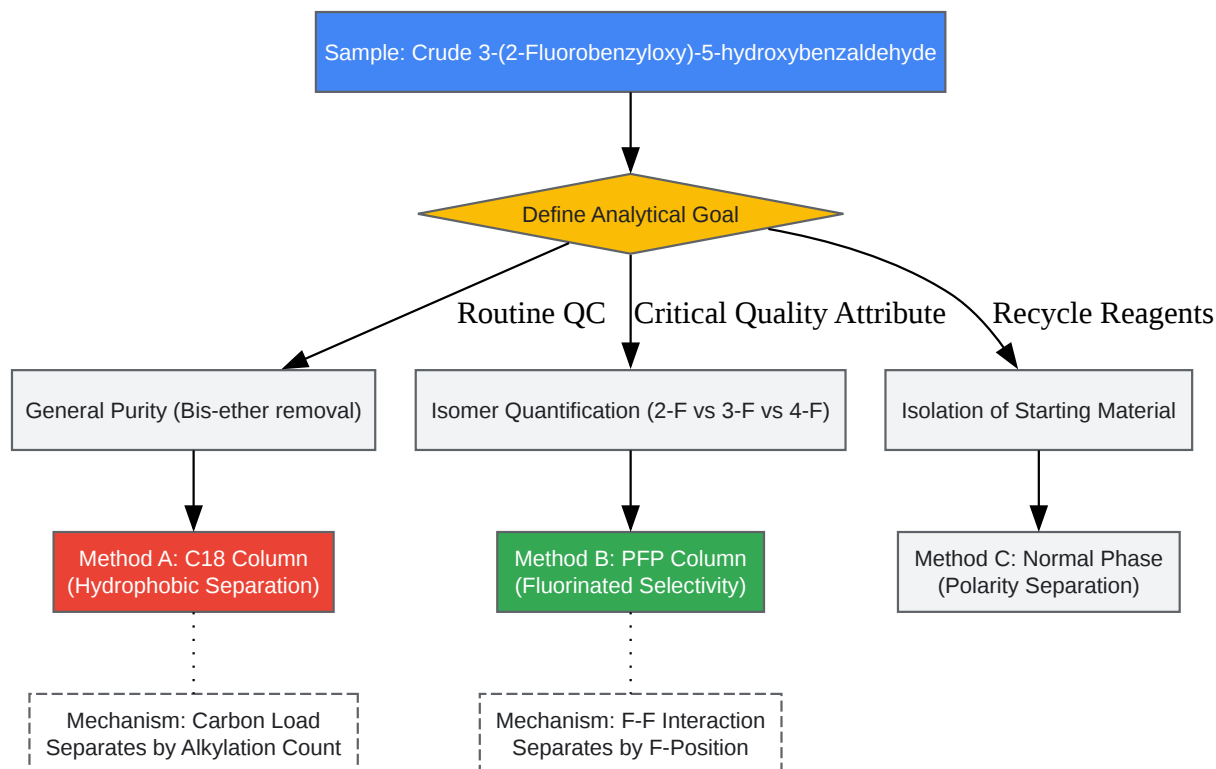 Sample: Crude 3-(2-Fluorobenzyloxy)-5-hydroxybenzaldehyde
Define Analytical Goal
Routine QC
Critical Quality Attribute
Recycle Reagents
General Purity (Bis-ether removal)
Isomer Quantification (2-F vs 3-F vs 4-F)
Isolation of Starting Material
Method A: C18 Column
(Hydrophobic Separation)
Method B: PFP Column
(Fluorinated Selectivity)
Method C: Normal Phase
(Polarity Separation)
Mechanism: Carbon Load
Separates by Alkylation Count
Mechanism: F-F Interaction
Separates by F-Position